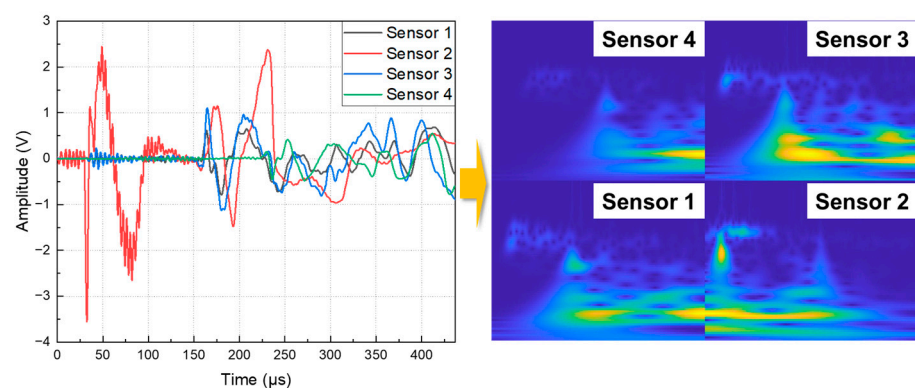 3
2
1
0
−1
−2
−3
−4
Amplitude (V)
0
50
100
150
200
250
300
350
400
Time (µs)
Sensor 1
Sensor 2
Sensor 3
Sensor 4
Sensor 4
Sensor 3
Sensor 1
Sensor 2